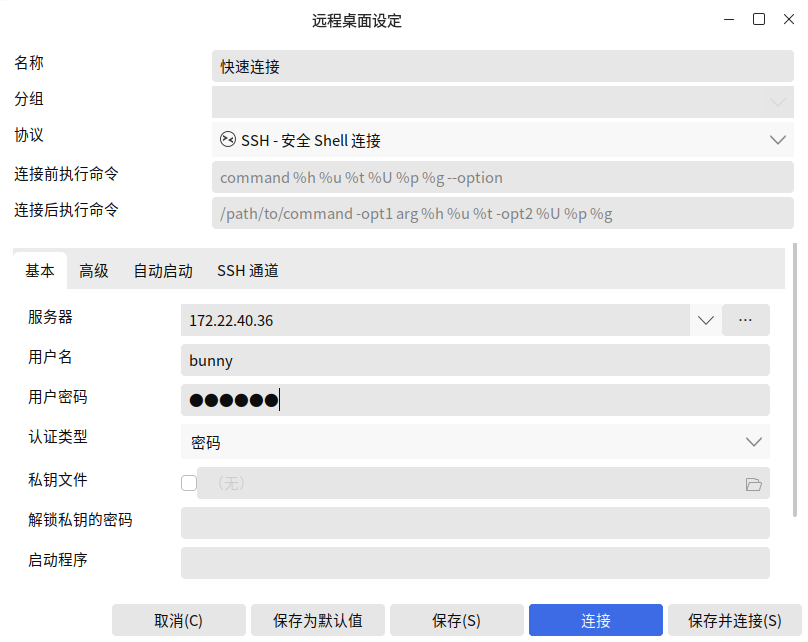 远程桌面设定
名称 快速连接
分组
协议 SSH - 安全 Shell 连接
连接前执行命令 command %h %u %t %U %p %g --option
连接后执行命令 /path/to/command -opt1 arg %h %u %t -opt2 %U %p %g
基本 高级 自动启动 SSH 通道
服务器 172.22.40.36 ...
用户名 bunny
用户密码 ●●●●●●
认证类型 密码
私钥文件 （无）
解锁私钥的密码
启动程序
取消(C) 保存为默认值 保存(S) 连接 保存并连接(S)